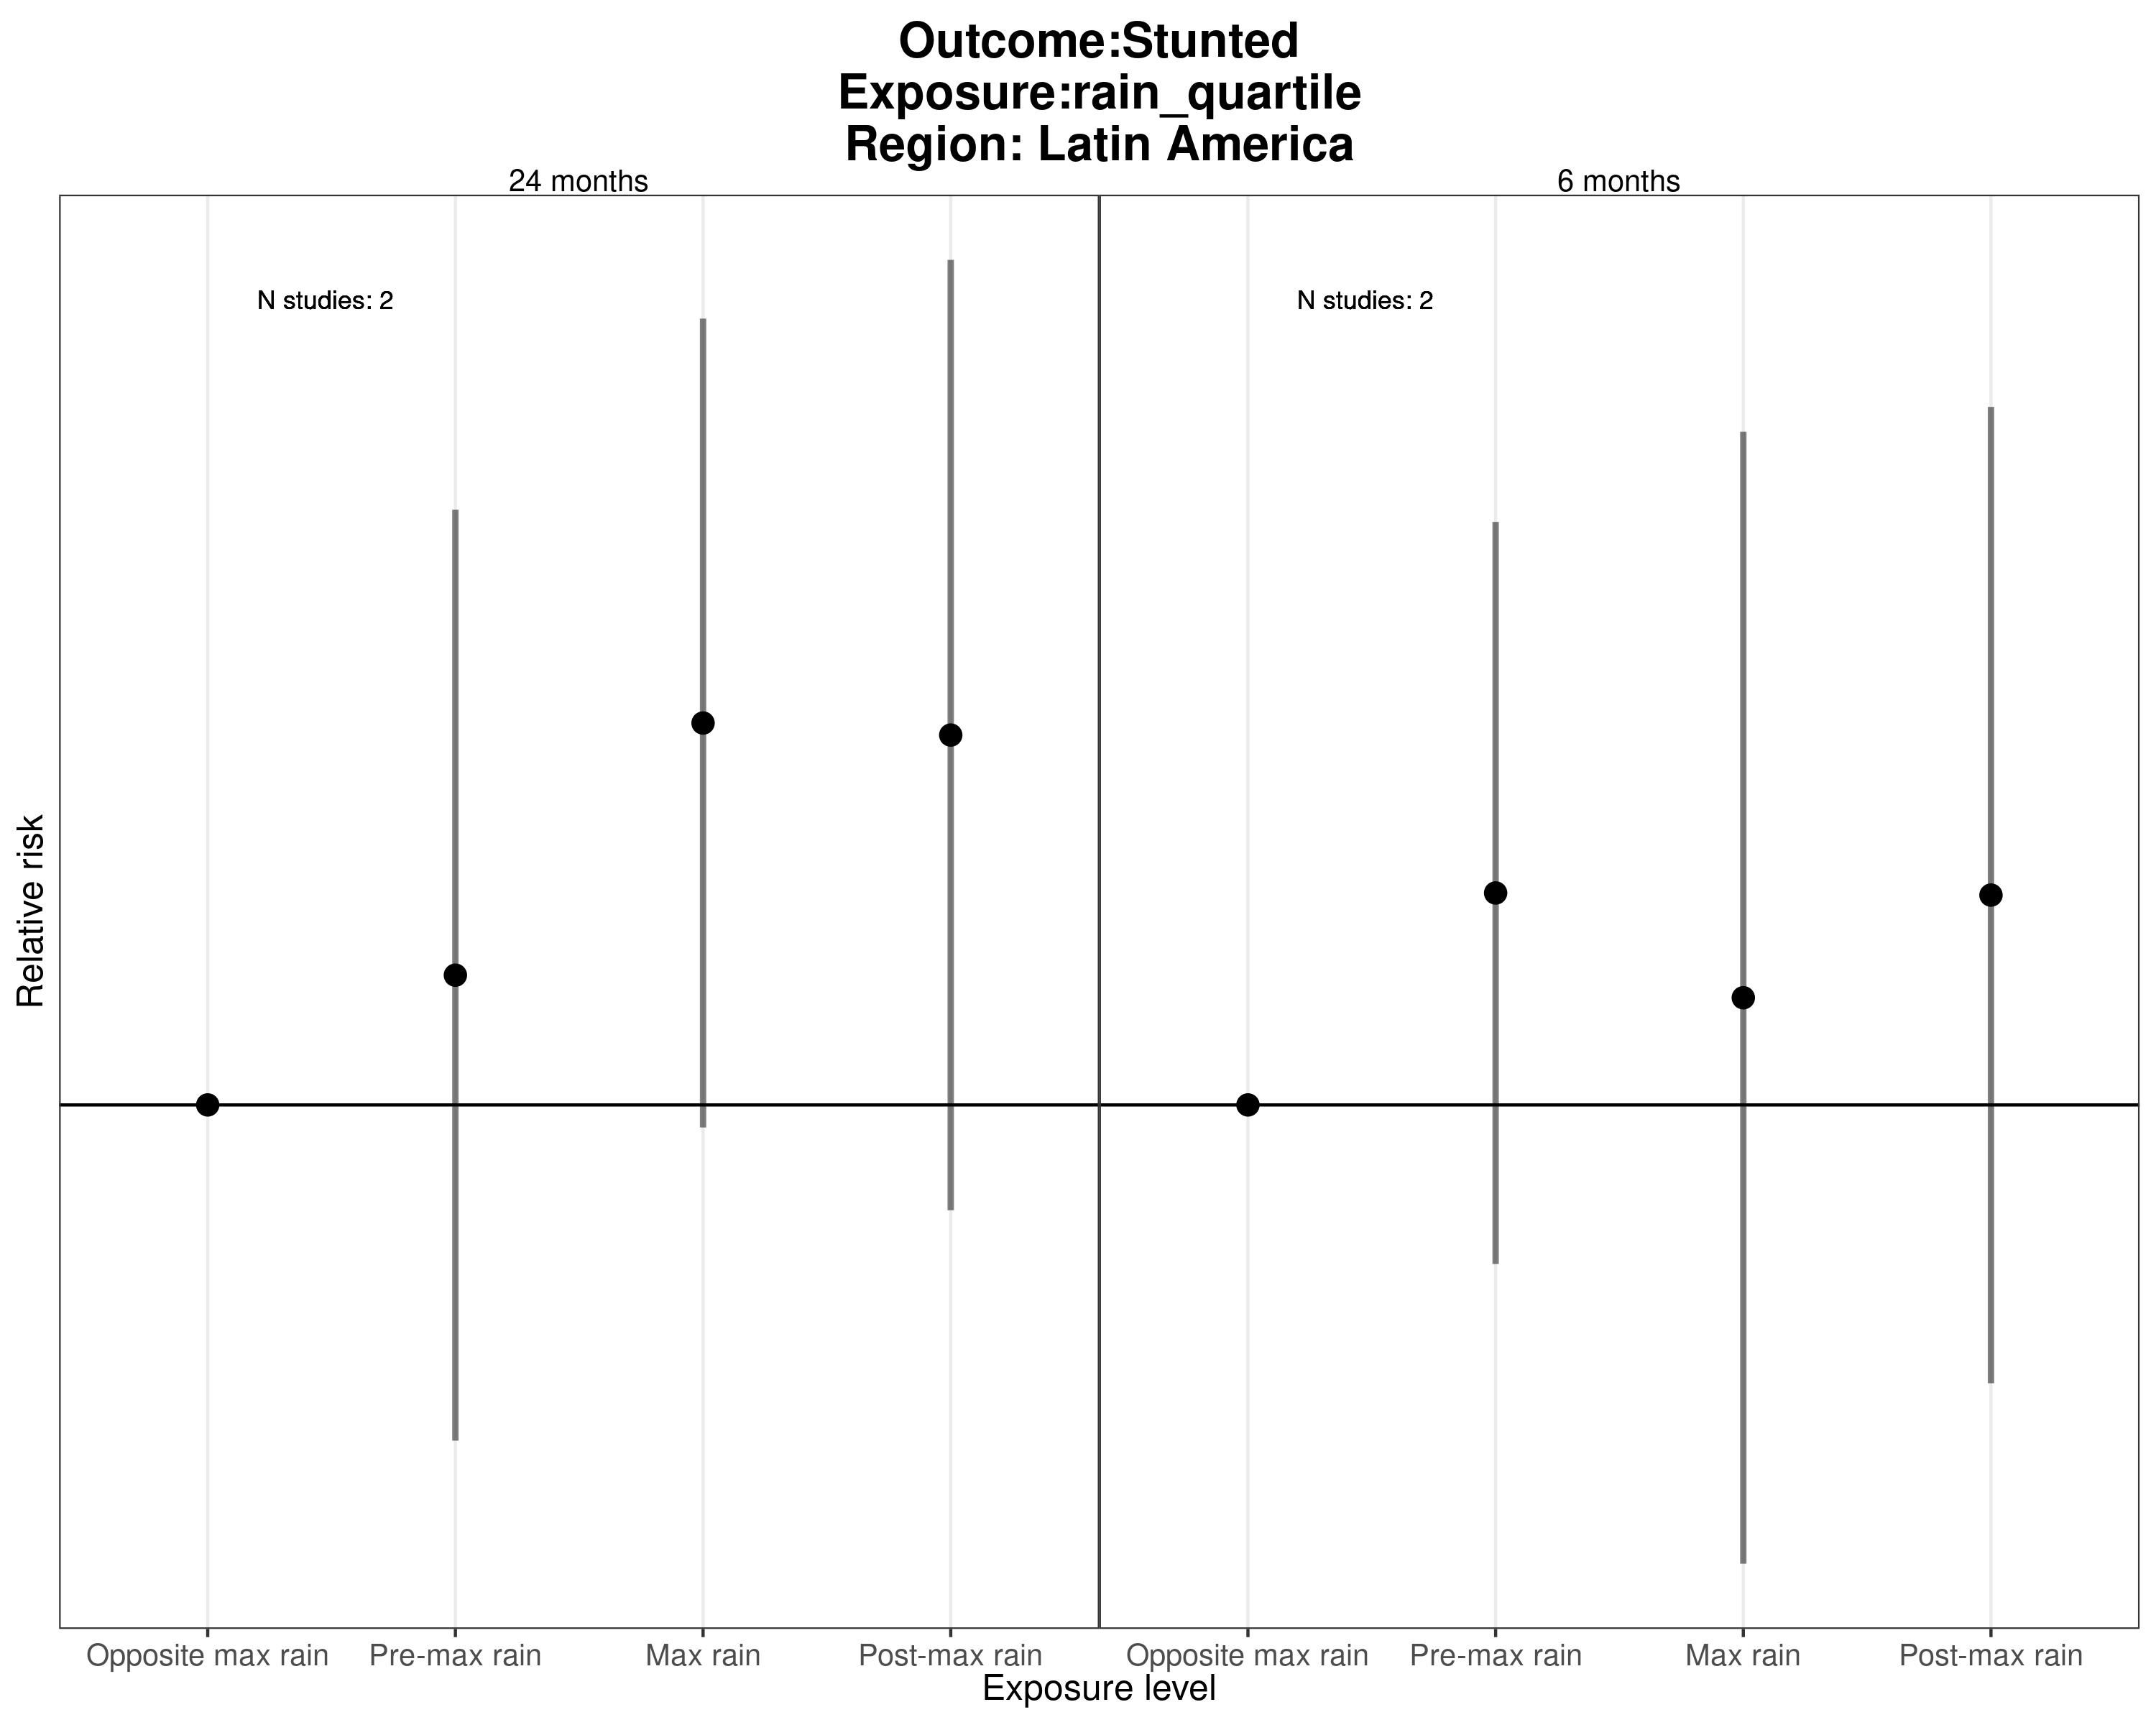 Outcome:Stunted
Exposure:rain_quartile
Region: Latin America
24 months
6 months
N studies: 2
N studies: 2
Relative risk
Opposite max rain
Pre-max rain
Max rain
Post-max rain
Opposite max rain
Pre-max rain
Max rain
Post-max rain
Exposure level